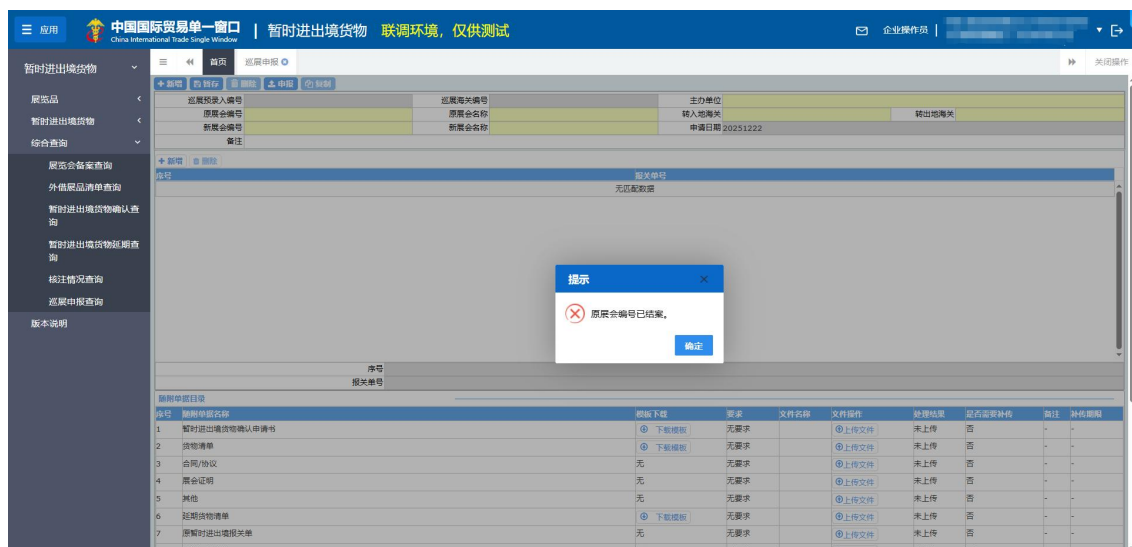 应用
中国国际贸易单一窗口 | 暂时进出境货物 联调环境，仅供测试
China International Trade Single Window
企业操作员
暂时进出境货物
首页 巡展申报
关闭操作
展览品
暂时进出境货物
综合查询
展览会备案查询
外借展品清单查询
暂时进出境货物确认查
询
暂时进出境货物延期查
询
核注情况查询
巡展申报查询
版本说明
新增 暂存 删除 申报 复制
巡展预录入编号 巡展海关编号 主办单位
原展会编号 原展会名称 转入地海关 转出地海关
新展会编号 新展会名称 申请日期 20251222
备注
新增 删除
序号 报关单号
无匹配数据
提示
原展会编号已结案。
确定
序号
报关单号
随附单据目录
序号 随附单据名称 模板下载 要求 文件名称 文件操作 处理结果 是否需要补传 备注 补传期限
1 暂时进出境货物确认申请书 下载模板 无要求 上传文件 未上传 否 - -
2 货物清单 下载模板 无要求 上传文件 未上传 否 - -
3 合同/协议 无 无要求 上传文件 未上传 否 - -
4 展会证明 无 无要求 上传文件 未上传 否 - -
5 其他 无 无要求 上传文件 未上传 否 - -
6 延期货物清单 下载模板 无要求 上传文件 未上传 否 - -
7 原暂时进出境报关单 无 无要求 上传文件 未上传 否 - -